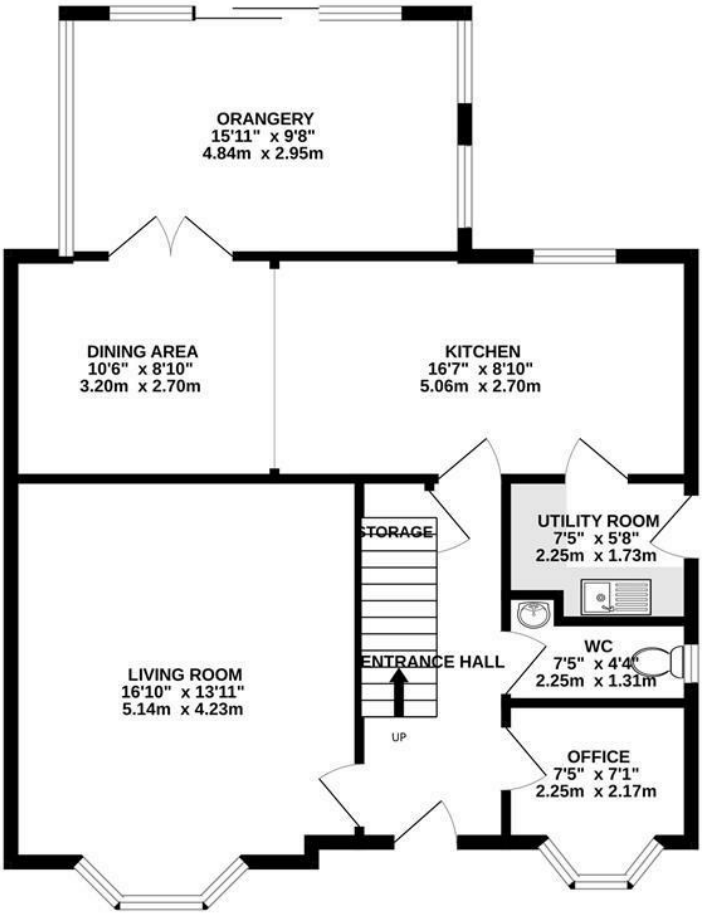 ORANGERY
15'11" x 9'8"
4.84m x 2.95m
DINING AREA
10'6" x 8'10"
3.20m x 2.70m
KITCHEN
16'7" x 8'10"
5.06m x 2.70m
STORAGE
UTILITY ROOM
7'5" x 5'8"
2.25m x 1.73m
WC
7'5" x 4'4"
2.25m x 1.31m
ENTRANCE HALL
LIVING ROOM
16'10" x 13'11"
5.14m x 4.23m
UP
OFFICE
7'5" x 7'1"
2.25m x 2.17m